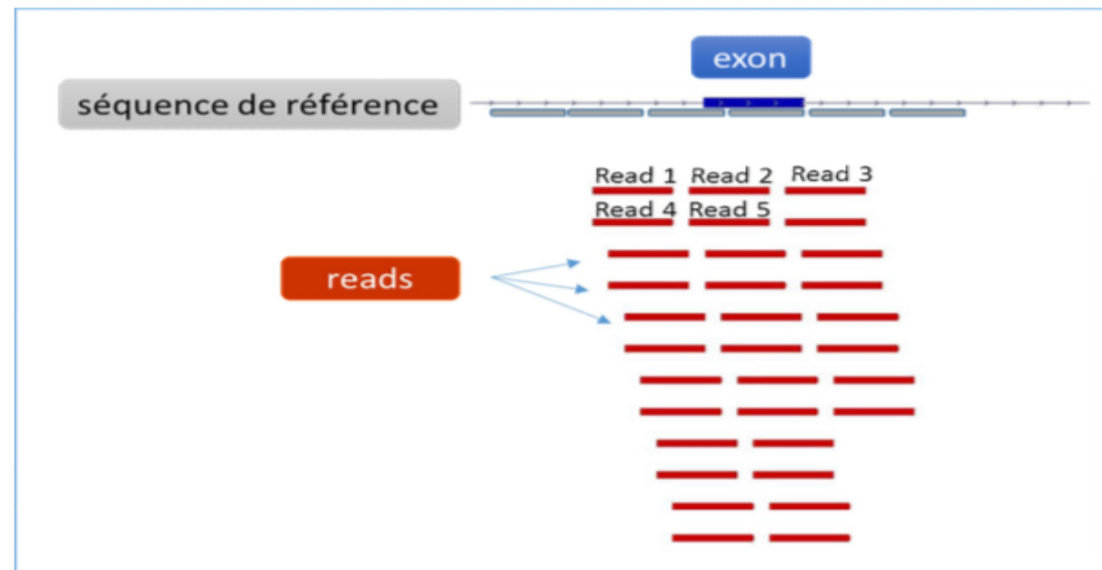 exon
séquence de référence
Read 1 Read 2 Read 3
Read 4 Read 5
reads